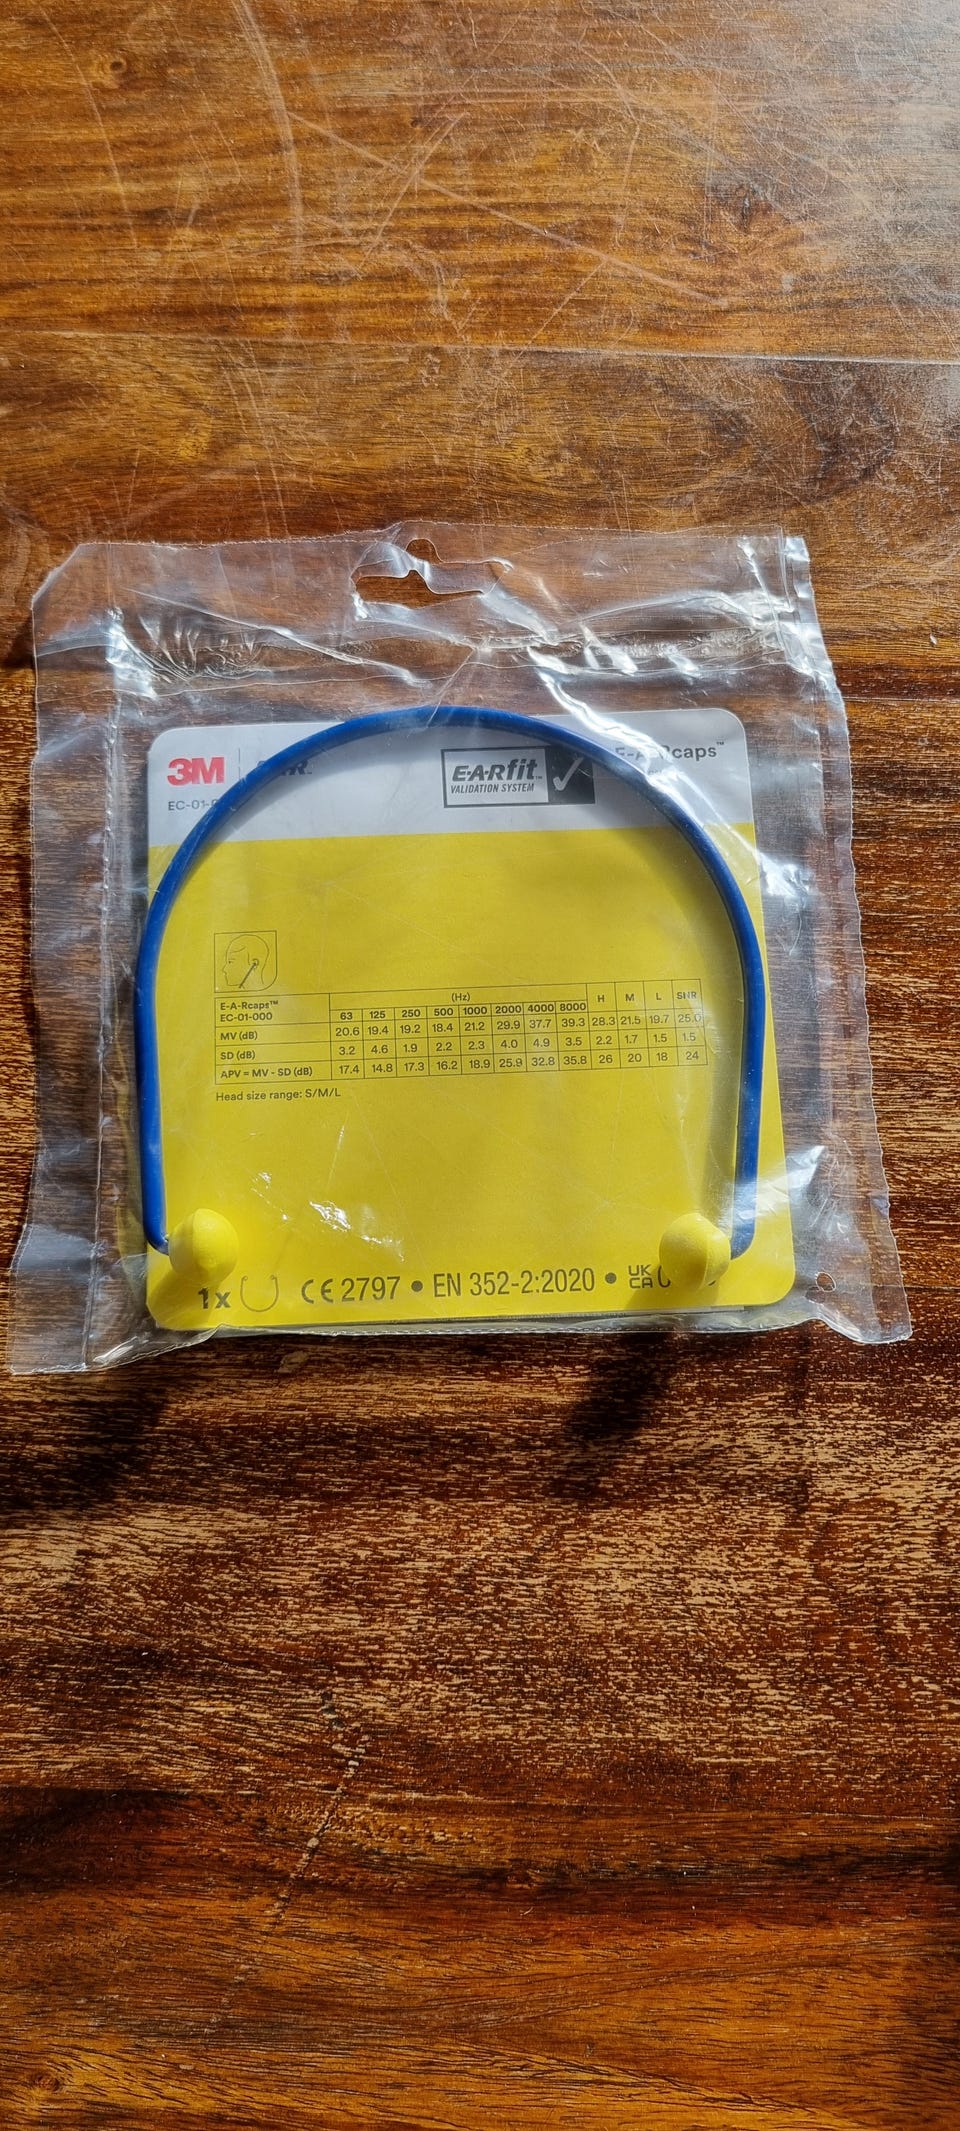 3M
E-A-Rfit™
VALIDATION SYSTEM
E-A-Rcaps™
E-A-Rcaps™
EC-01-000
(Hz)
63 125 250 500 1000 2000 4000 8000 H M L SNR
MV (dB) 20.6 19.4 19.2 18.4 21.2 29.9 37.7 39.3 28.3 21.5 19.7 25.0
SD (dB) 3.2 4.6 1.9 2.2 2.3 4.0 4.9 3.5 2.2 1.7 1.5 1.5
APV = MV - SD (dB) 17.4 14.8 17.3 16.2 18.9 25.9 32.8 35.8 26 20 18 24
Head size range: S/M/L
1x CE 2797 • EN 352-2:2020 • UKCA